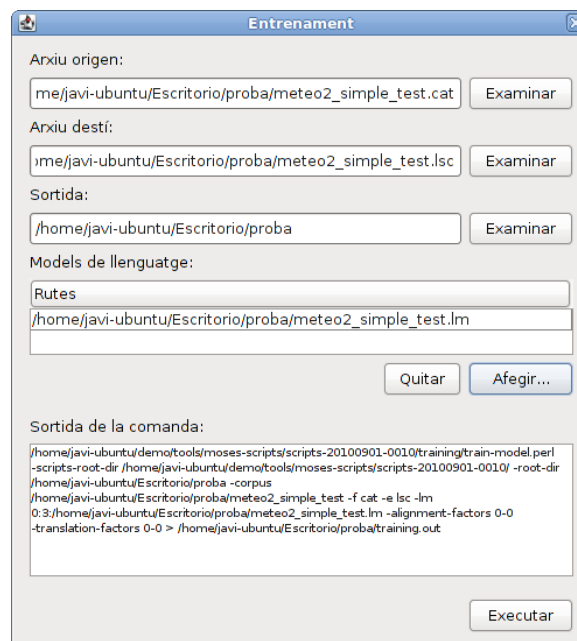 Entrenament
Arxiu origen:
me/javi-ubuntu/Escritorio/proba/meteo2_simple_test.cat
Examinar
Arxiu destí:
ome/javi-ubuntu/Escritorio/proba/meteo2_simple_test.lsc
Examinar
Sortida:
/home/javi-ubuntu/Escritorio/proba
Examinar
Models de llenguatge:
Rutes
/home/javi-ubuntu/Escritorio/proba/meteo2_simple_test.lm
Quitar
Afegir...
Sortida de la comanda:
/home/javi-ubuntu/demo/tools/moses-scripts/scripts-20100901-0010/training/train-model.perl
-scripts-root-dir /home/javi-ubuntu/demo/tools/moses-scripts/scripts-20100901-0010/ -root-dir
/home/javi-ubuntu/Escritorio/proba -corpus
/home/javi-ubuntu/Escritorio/proba/meteo2_simple_test -f cat -e lsc -lm
0:3:/home/javi-ubuntu/Escritorio/proba/meteo2_simple_test.lm -alignment-factors 0-0
-translation-factors 0-0 > /home/javi-ubuntu/Escritorio/proba/training.out
Executar